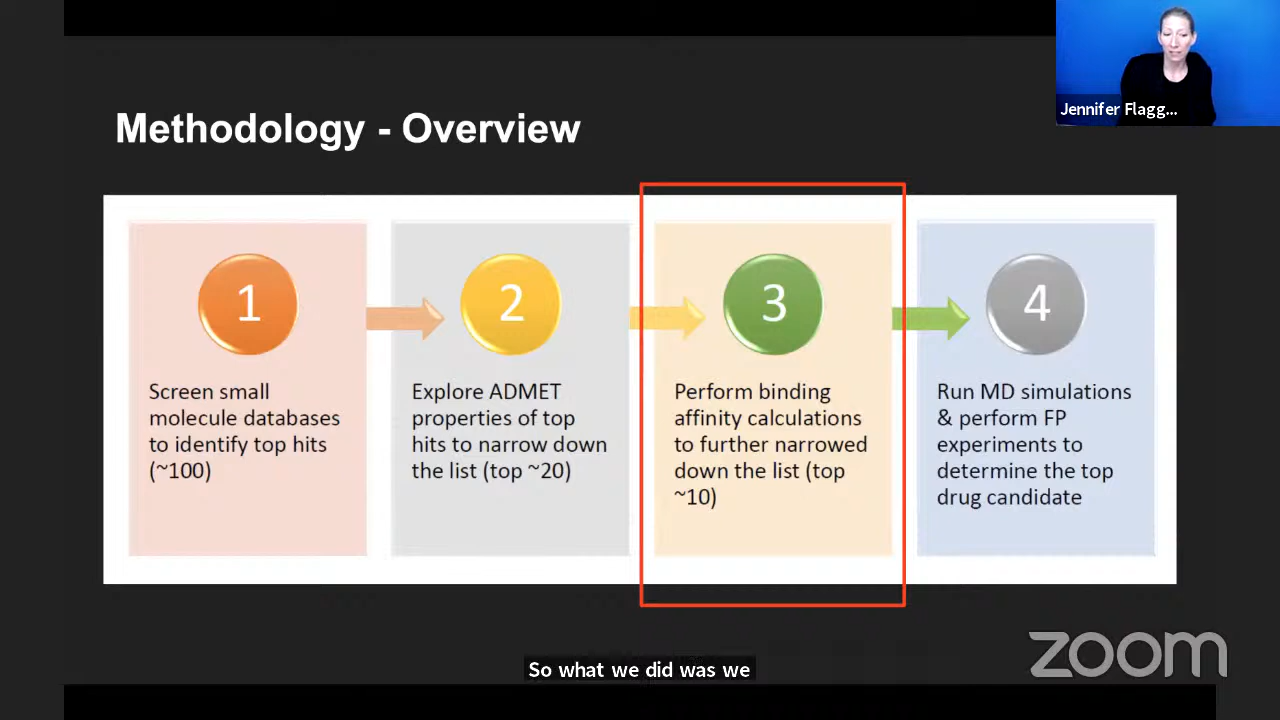 Jennifer Flagg...
Methodology - Overview
1
Screen small
molecule databases
to identify top hits
(~100)
2
Explore ADMET
properties of top
hits to narrow down
the list (top ~20)
3
Perform binding
affinity calculations
to further narrowed
down the list (top
~10)
4
Run MD simulations
& perform FP
experiments to
determine the top
drug candidate
So what we did was we
zoom